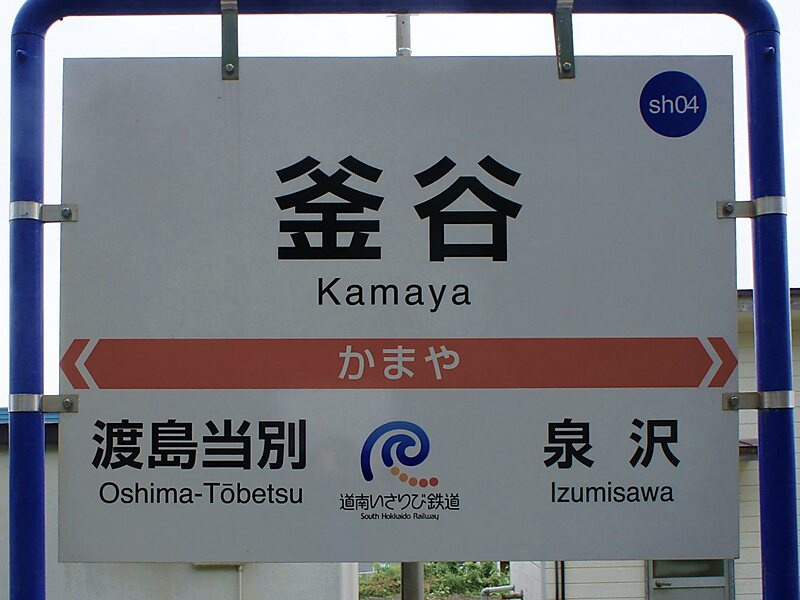 sh04
釜谷
Kamaya
かまや
渡島当別
Oshima-Tōbetsu
道南いさりび鉄道
South Hokkaido Railway
泉 沢
Izumisawa